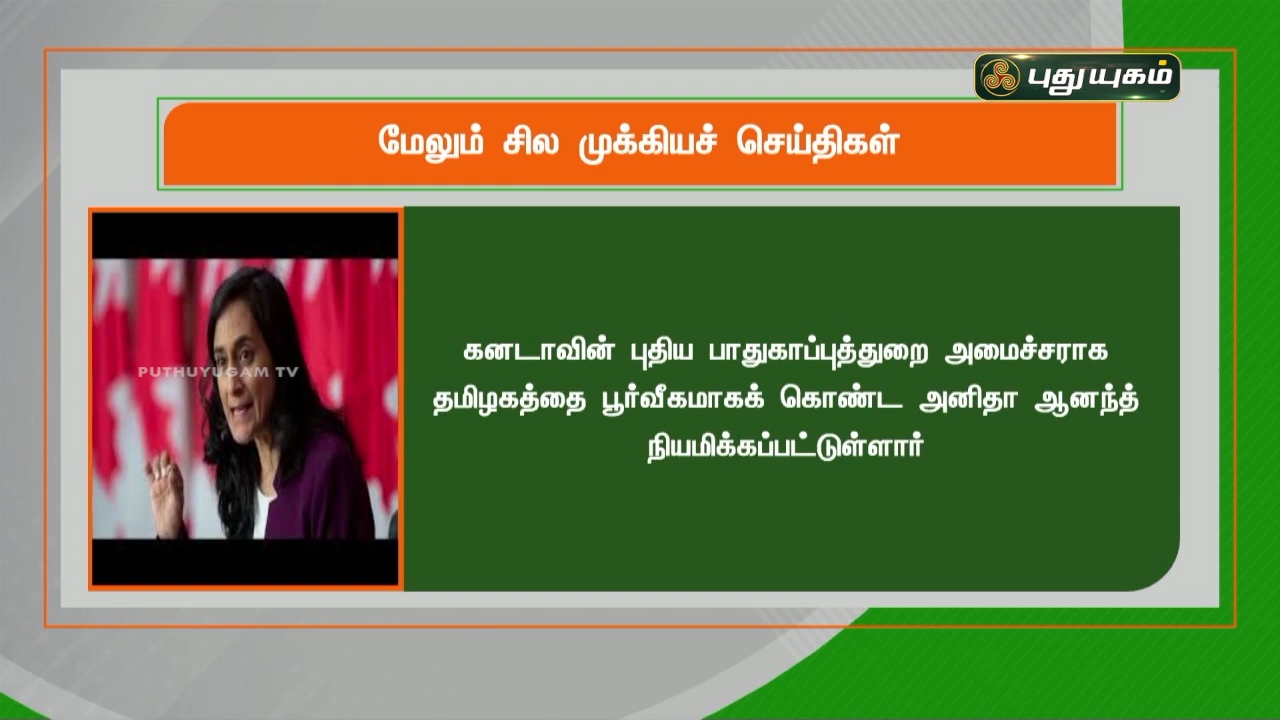 புதுயுகம்
மேலும் சில முக்கியச் செய்திகள்
PUTHUYUGAM TV
கனடாவின் புதிய பாதுகாப்புத்துறை அமைச்சராக
தமிழகத்தை பூர்வீகமாகக் கொண்ட அனிதா ஆனந்த்
நியமிக்கப்பட்டுள்ளார்